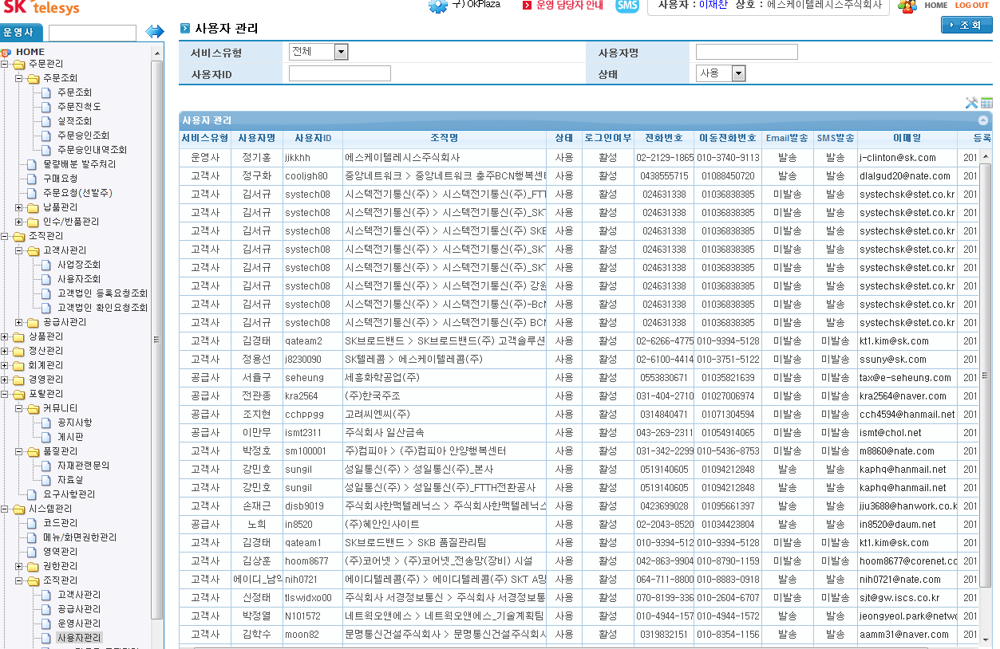 SK telesys
구) OKPlaza
운영 담당자 안내
SMS
사용자 : 이재찬 상호 : 에스케이텔레시스주식회사
HOME
LOG OUT
운영사
사용자 관리
조회
서비스유형
전체
사용자명
사용자ID
상태
사용
HOME
주문관리
주문조회
주문조회
주문진척도
실적조회
주문승인조회
주문승인내역조회
물량배분 발주처리
구매요청
주문요청(선발주)
납품관리
인수/반품관리
조직관리
고객사관리
사업장조회
사용자조회
고객법인 등록요청조회
고객법인 확인요청조회
공급사관리
상품관리
정산관리
회계관리
경영관리
포탈관리
커뮤니티
공지사항
게시판
품질관리
자재관련문의
자료실
요구사항관리
시스템관리
코드관리
메뉴/화면권한관리
영역관리
권한관리
조직관리
고객사관리
공급사관리
운영사관리
사용자관리
사용자 관리
서비스유형 사용자명 사용자ID 조직명 상태 로그인여부 전화번호 이동전화번호 Email발송 SMS발송 이메일 등록
운영사 정기홍 jjkkhh 에스케이텔레시스주식회사 사용 활성 02-2129-1865 010-3740-9113 발송 발송 j-clinton@sk.com 201
고객사 정구화 cooljgh80 중앙네트워크 > 중앙네트워크 충주BCN행복센터 사용 활성 0438555715 01088450720 발송 발송 dlalgud20@nate.com 201
고객사 김서규 systech08 시스텍전기통신(주) > 시스텍전기통신(주)_FTT 사용 활성 024631338 01036838385 미발송 발송 systechsk@stet.co.kr 201
고객사 김서규 systech08 시스텍전기통신(주) > 시스텍전기통신(주)_SKT 사용 활성 024631338 01036838385 미발송 발송 systechsk@stet.co.kr 201
고객사 김서규 systech08 시스텍전기통신(주) > 시스텍전기통신(주) SKB 사용 활성 024631338 01036838385 미발송 발송 systechsk@stet.co.kr 201
고객사 김서규 systech08 시스텍전기통신(주) > 시스텍전기통신(주)_SKT 사용 활성 024631338 01036838385 미발송 발송 systechsk@stet.co.kr 201
고객사 김서규 systech08 시스텍전기통신(주) > 시스텍전기통신(주)_SKT 사용 활성 024631338 01036838385 미발송 발송 systechsk@stet.co.kr 201
고객사 김서규 systech08 시스텍전기통신(주) > 시스텍전기통신(주) 강원 사용 활성 024631338 01036838385 미발송 발송 systechsk@stet.co.kr 201
고객사 김서규 systech08 시스텍전기통신(주) > 시스텍전기통신(주)-BcN 사용 활성 024631338 01036838385 미발송 발송 systechsk@stet.co.kr 201
고객사 김서규 systech08 시스텍전기통신(주) > 시스텍전기통신(주) BCN 사용 활성 024631338 01036838385 미발송 발송 systechsk@stet.co.kr 201
고객사 김경태 qateam2 SK브로드밴드 > SK브로드밴드(주) 고객솔루션 사용 활성 02-6266-4775 010-9394-5128 미발송 미발송 kt1.kim@sk.com 201
고객사 정용선 j8230090 SK텔레콤 > 에스케이텔레콤(주) 사용 활성 02-6100-4414 010-3751-5122 미발송 미발송 ssuny@sk.com 201
공급사 서율구 seheung 세흥화학공업(주) 사용 활성 0553830671 01035821639 미발송 미발송 tax@e-seheung.com 201
공급사 전관종 kra2564 (주)한국주조 사용 활성 031-404-2710 01027006974 미발송 미발송 kra2564@naver.com 201
공급사 조지현 cchppgg 고려씨엔씨(주) 사용 활성 0314840471 01071304594 미발송 미발송 cch4594@hanmail.net 201
공급사 이만무 ismt2311 주식회사 일산금속 사용 활성 043-269-2311 01054914065 미발송 미발송 ismt@chol.net 201
고객사 박정호 sm100001 주)컴피아 > (주)컴피아 안양행복센터 사용 활성 031-342-2299 010-5436-8753 미발송 미발송 m8860@nate.com 201
고객사 강민호 sungil 성일통신(주) > 성일통신(주)_본사 사용 활성 0519140605 01094212848 발송 발송 kaphq@hanmail.net 201
고객사 강민호 sungil 성일통신(주) > 성일통신(주)_FTTH전환공사 사용 활성 0519140605 01094212848 발송 발송 kaphq@hanmail.net 201
고객사 손재근 djsb9019 주식회사한맥텔레닉스 > 주식회사한맥텔레닉스 사용 활성 0423699028 01095661397 발송 발송 jju3688@hanwork.co.k 201
공급사 노희 in8520 (주)혜안인사이트 사용 활성 02-2043-8520 01034423804 발송 발송 in8520@daum.net 201
고객사 김경태 qateam1 SK브로드밴드 > SKB 품질관리팀 사용 활성 010-9394-512 010-9394-5128 미발송 미발송 kt1.kim@sk.com 201
고객사 김상훈 hoom8677 (주)코어넷 > (주)코어넷_전송망(장비) 시설 사용 활성 042-863-9904 010-8790-1159 미발송 미발송 hoom8677@corenet.co 201
고객사 에이디_남익 nih0721 에이디텔레콤(주) > 에이디텔레콤(주) SKT A망 사용 활성 064-711-8800 010-8883-0918 발송 발송 nih0721@nate.com 201
고객사 신정태 tlswjdxo00 주식회사 서경정보통신 > 주식회사 서경정보통 사용 활성 070-8199-336 010-2604-6707 미발송 미발송 sjt@gw.iscs.co.kr 201
고객사 박정열 N101572 네트웍오앤에스 > 네트웍오앤에스_기술계획팀 사용 활성 010-4944-157 010-4944-1572 발송 발송 jeongyeol.park@netwo 201
고객사 김학수 moon82 문명통신건설주식회사 > 문명통신건설주식회사 사용 활성 0319832151 010-8354-1156 발송 발송 aamm31@naver.com 201